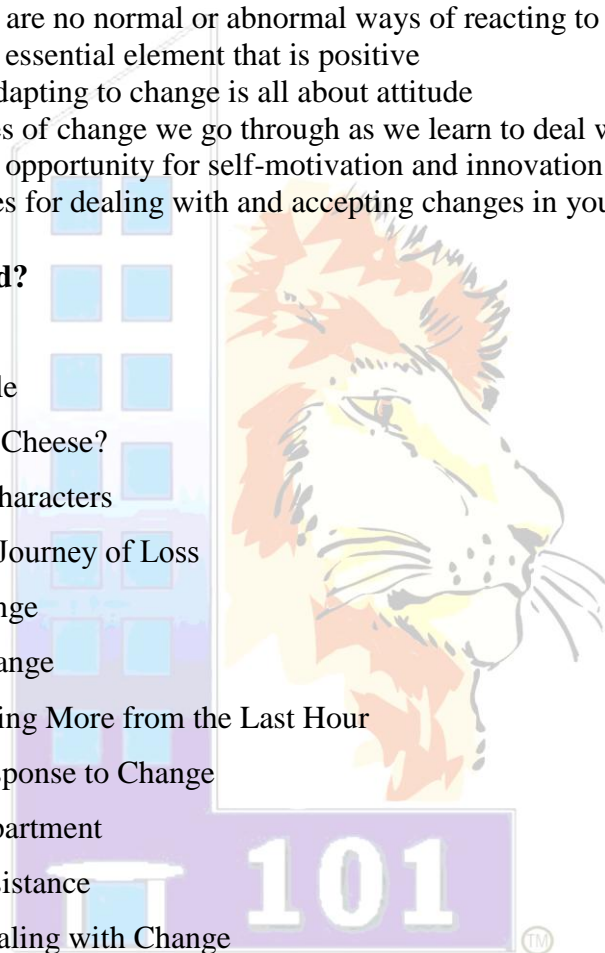 are no normal or abnormal ways of reacting to
essential element that is positive
dapting to change is all about attitude
es of change we go through as we learn to deal w
opportunity for self-motivation and innovation
es for dealing with and accepting changes in you
d?
le
Cheese?
haracters
Journey of Loss
nge
ange
ing More from the Last Hour
sponse to Change
partment
sistance
aling with Change
101
TM